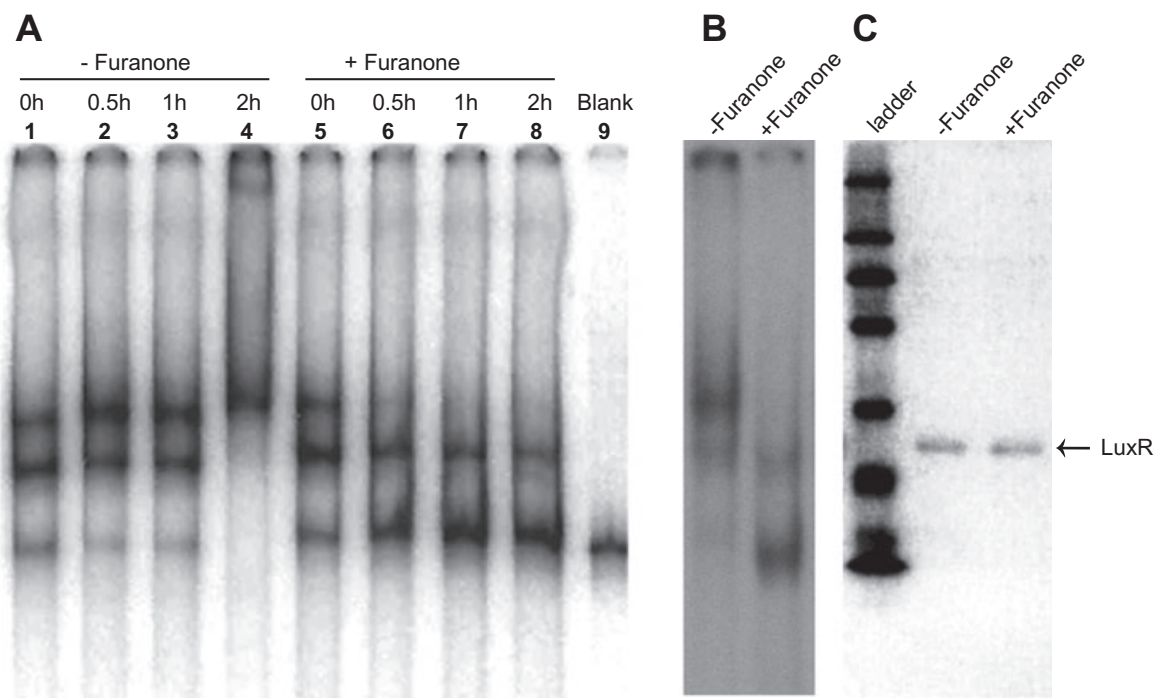 A
- Furanone
+ Furanone
0h 0.5h 1h 2h 0h 0.5h 1h 2h Blank
1 2 3 4 5 6 7 8 9
B
-Furanone
+Furanone
C
ladder
-Furanone
+Furanone
← LuxR